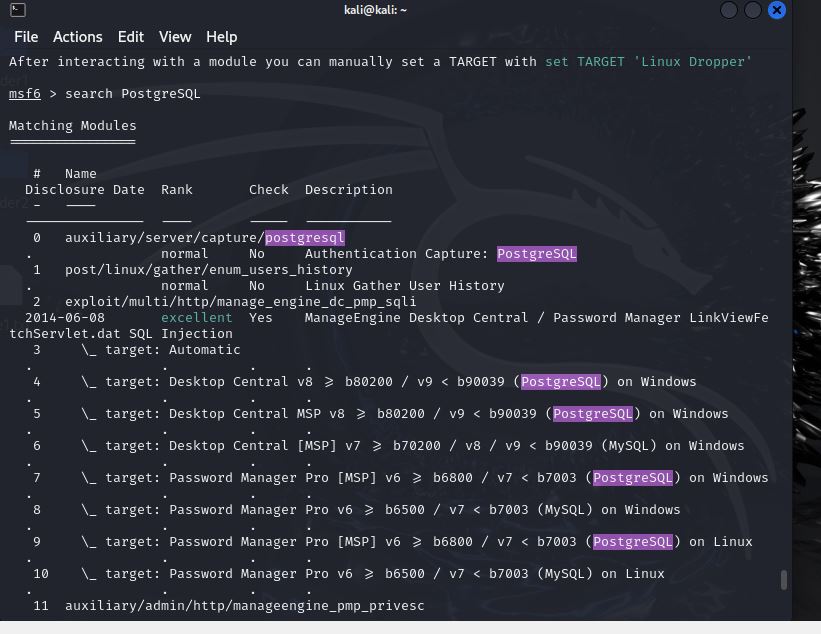 kali@kali: ~
File Actions Edit View Help
After interacting with a module you can manually set a TARGET with set TARGET 'Linux Dropper'
msf6 > search PostgreSQL
Matching Modules
================
# Name
Disclosure Date Rank Check Description
- ----
--------------- ---- ----- -----------
0 auxiliary/server/capture/postgresql
. normal No Authentication Capture: PostgreSQL
1 post/linux/gather/enum_users_history
. normal No Linux Gather User History
2 exploit/multi/http/manage_engine_dc_pmp_sqli
2014-06-08 excellent Yes ManageEngine Desktop Central / Password Manager LinkViewFe
tchServlet.dat SQL Injection
3 \_ target: Automatic
. . . .
4 \_ target: Desktop Central v8 >= b80200 / v9 < b90039 (PostgreSQL) on Windows
. . . .
5 \_ target: Desktop Central MSP v8 >= b80200 / v9 < b90039 (PostgreSQL) on Windows
. . . .
6 \_ target: Desktop Central [MSP] v7 >= b70200 / v8 / v9 < b90039 (MySQL) on Windows
. . . .
7 \_ target: Password Manager Pro [MSP] v6 >= b6800 / v7 < b7003 (PostgreSQL) on Windows
. . . .
8 \_ target: Password Manager Pro v6 >= b6500 / v7 < b7003 (MySQL) on Windows
. . . .
9 \_ target: Password Manager Pro [MSP] v6 >= b6800 / v7 < b7003 (PostgreSQL) on Linux
. . . .
10 \_ target: Password Manager Pro v6 >= b6500 / v7 < b7003 (MySQL) on Linux
. . . .
11 auxiliary/admin/http/manageengine_pmp_privesc